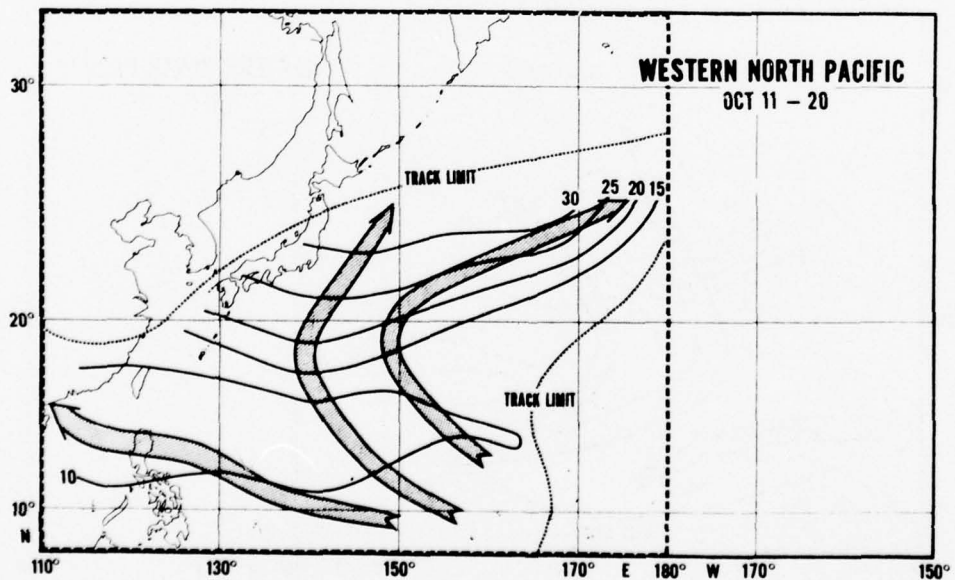 WESTERN NORTH PACIFIC
OCT 11 – 20
30°
TRACK LIMIT
30
25
20
15
20°
TRACK LIMIT
10
10°
N
110°
130°
150°
170°
E
180°
W
170°
150°